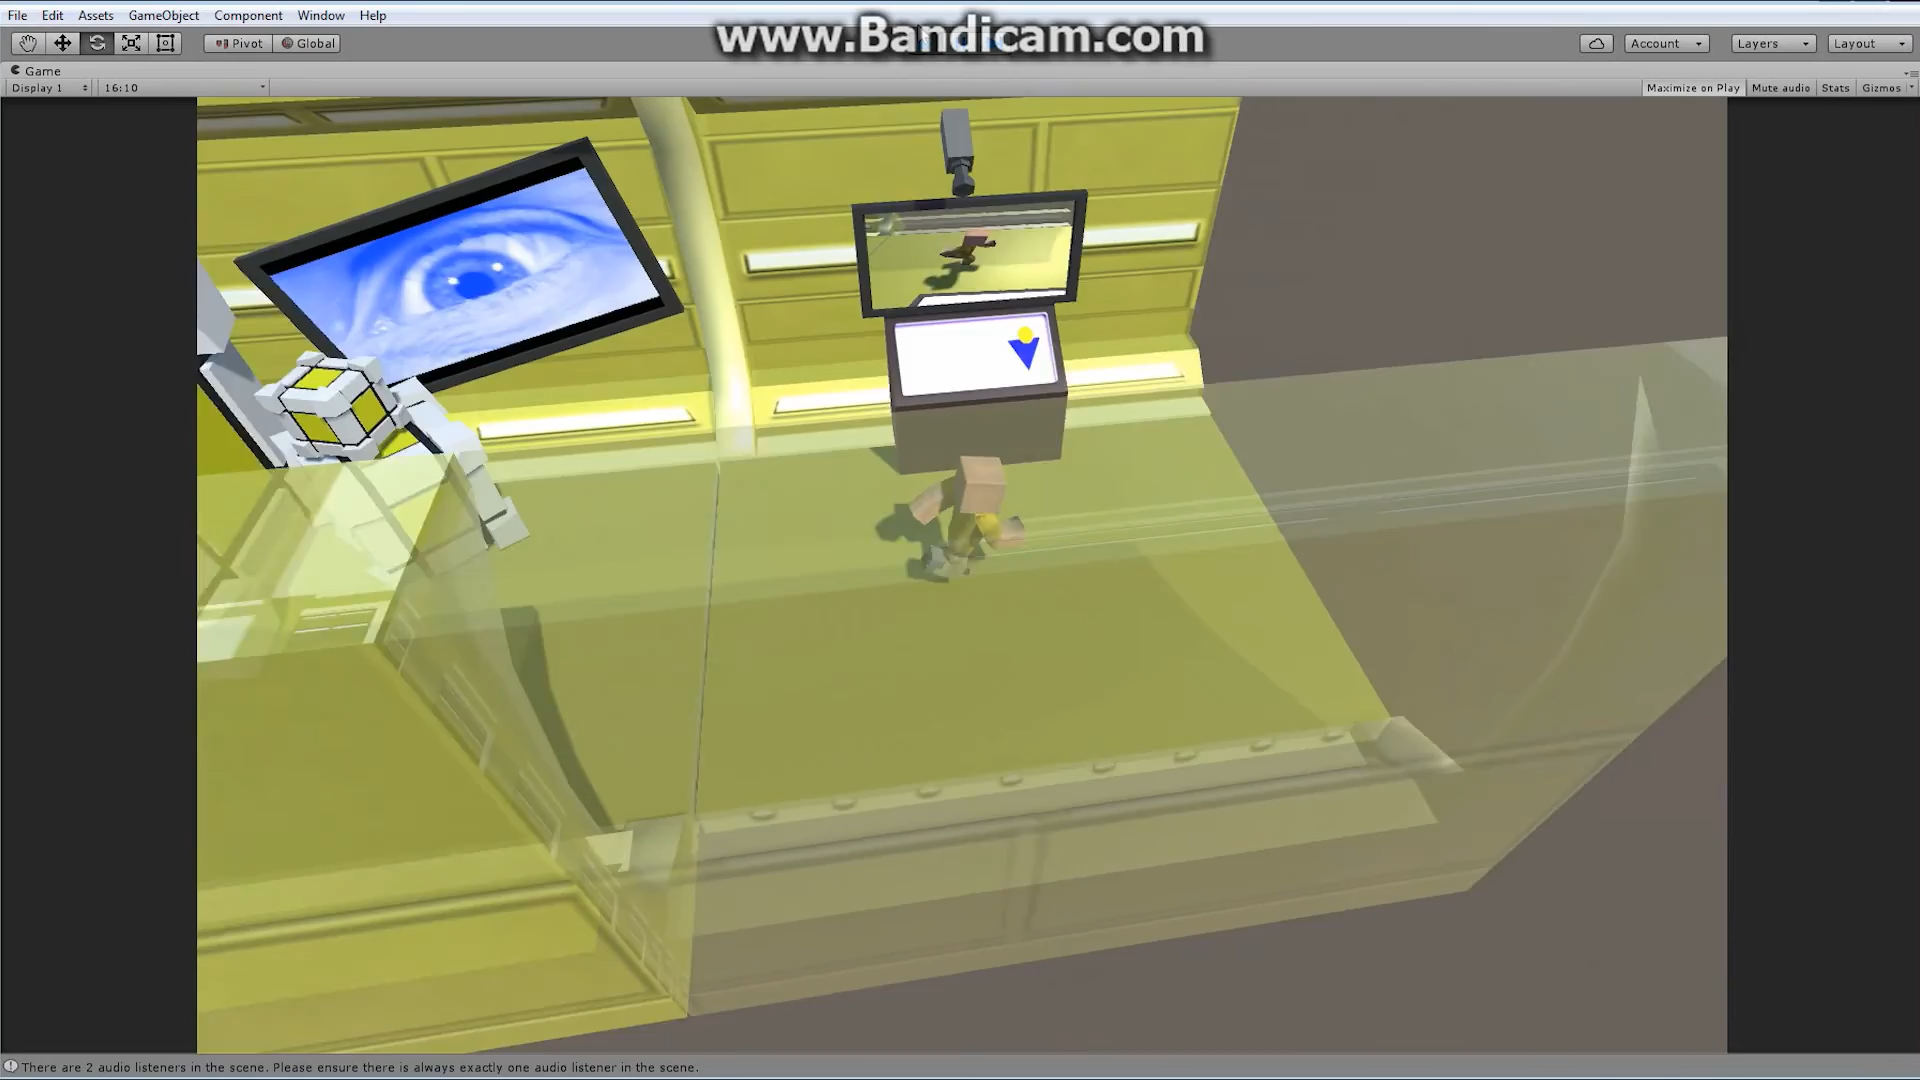 File Edit Assets GameObject Component Window Help
www.Bandicam.com
Pivot Global Account Layers Layout
Game
Display 1 16:10 Maximize on Play Mute audio Stats Gizmos
There are 2 audio listeners in the scene. Please ensure there is always exactly one audio listener in the scene.